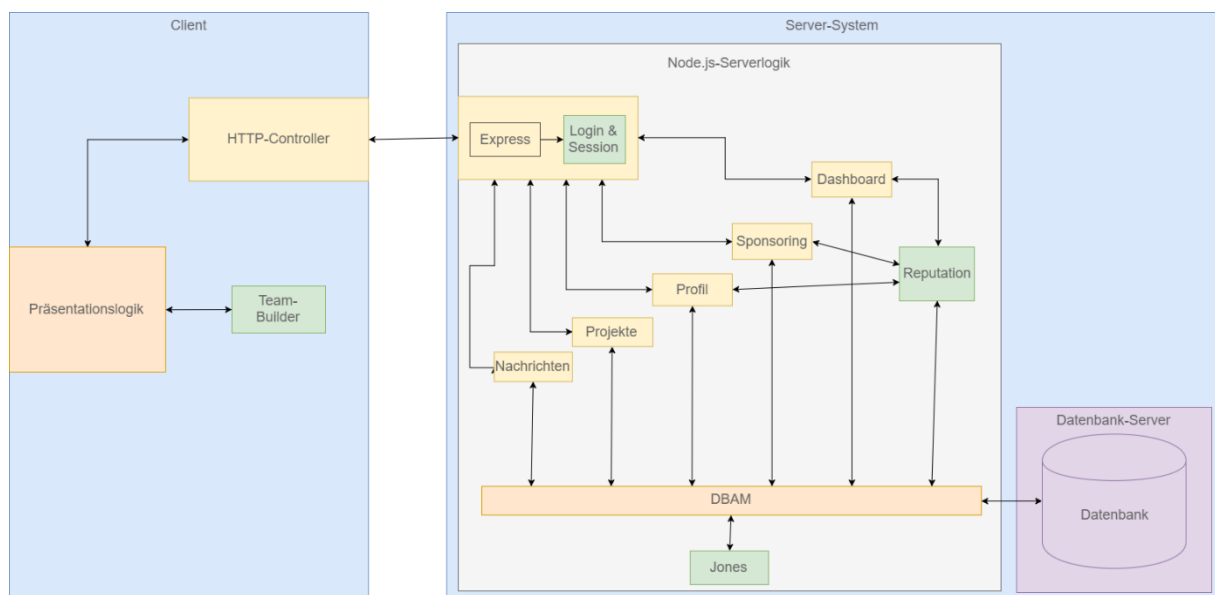 Client
Server-System
Node.js-Serverlogik
HTTP-Controller
Express
Login &
Session
Dashboard
Sponsoring
Reputation
Profil
Präsentationslogik
Team-
Builder
Projekte
Nachrichten
Datenbank-Server
DBAM
Datenbank
Jones